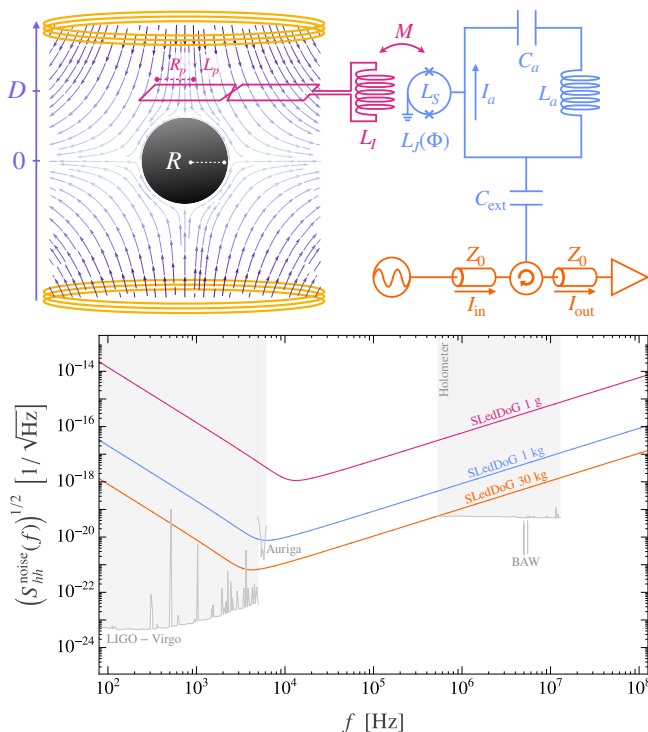 D
0
R_p
L_p
R
M
L_I
L_S
L_J(Φ)
I_a
C_a
L_a
C_ext
Z_0
Z_0
I_in
I_out
(S_hh^noise(f))^1/2 [1/√Hz]
10^−14
10^−16
10^−18
10^−20
10^−22
10^−24
Holometer
SLedDoG 1 g
SLedDoG 1 kg
SLedDoG 30 kg
Auriga
BAW
LIGO − Virgo
10^2
10^3
10^4
10^5
10^6
10^7
10^8
f [Hz]